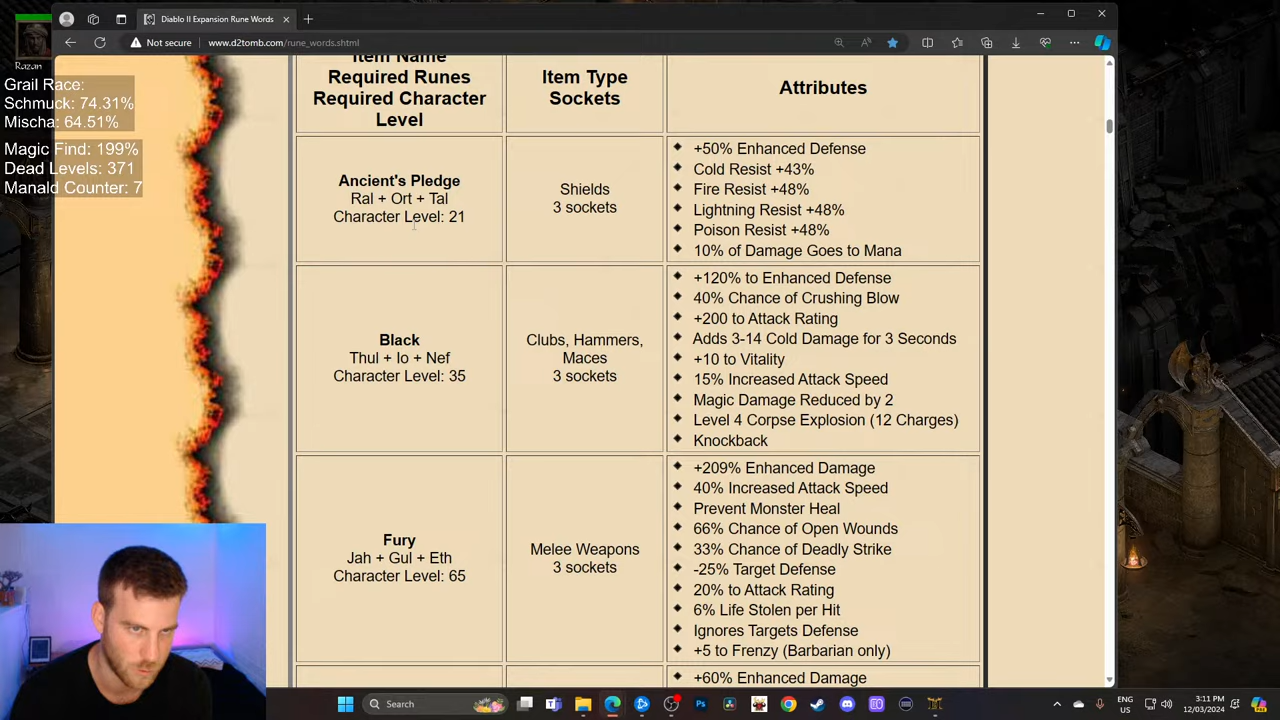 Diablo II Expansion Rune Words
Not secure
www.d2tomb.com/rune_words.shtml
Razan
Grail Race:
Schmuck: 74.31%
Mischa: 64.51%
Magic Find: 199%
Dead Levels: 371
Manald Counter: 7
Item Name
Required Runes
Required Character
Level
Item Type
Sockets
Attributes
Ancient's Pledge
Ral + Ort + Tal
Character Level: 21
Shields
3 sockets
+50% Enhanced Defense
Cold Resist +43%
Fire Resist +48%
Lightning Resist +48%
Poison Resist +48%
10% of Damage Goes to Mana
Black
Thul + Io + Nef
Character Level: 35
Clubs, Hammers,
Maces
3 sockets
+120% to Enhanced Defense
40% Chance of Crushing Blow
+200 to Attack Rating
Adds 3-14 Cold Damage for 3 Seconds
+10 to Vitality
15% Increased Attack Speed
Magic Damage Reduced by 2
Level 4 Corpse Explosion (12 Charges)
Knockback
Fury
Jah + Gul + Eth
Character Level: 65
Melee Weapons
3 sockets
+209% Enhanced Damage
40% Increased Attack Speed
Prevent Monster Heal
66% Chance of Open Wounds
33% Chance of Deadly Strike
-25% Target Defense
20% to Attack Rating
6% Life Stolen per Hit
Ignores Targets Defense
+5 to Frenzy (Barbarian only)
+60% Enhanced Damage
Search
ENG
US
3:11 PM
12/03/2024